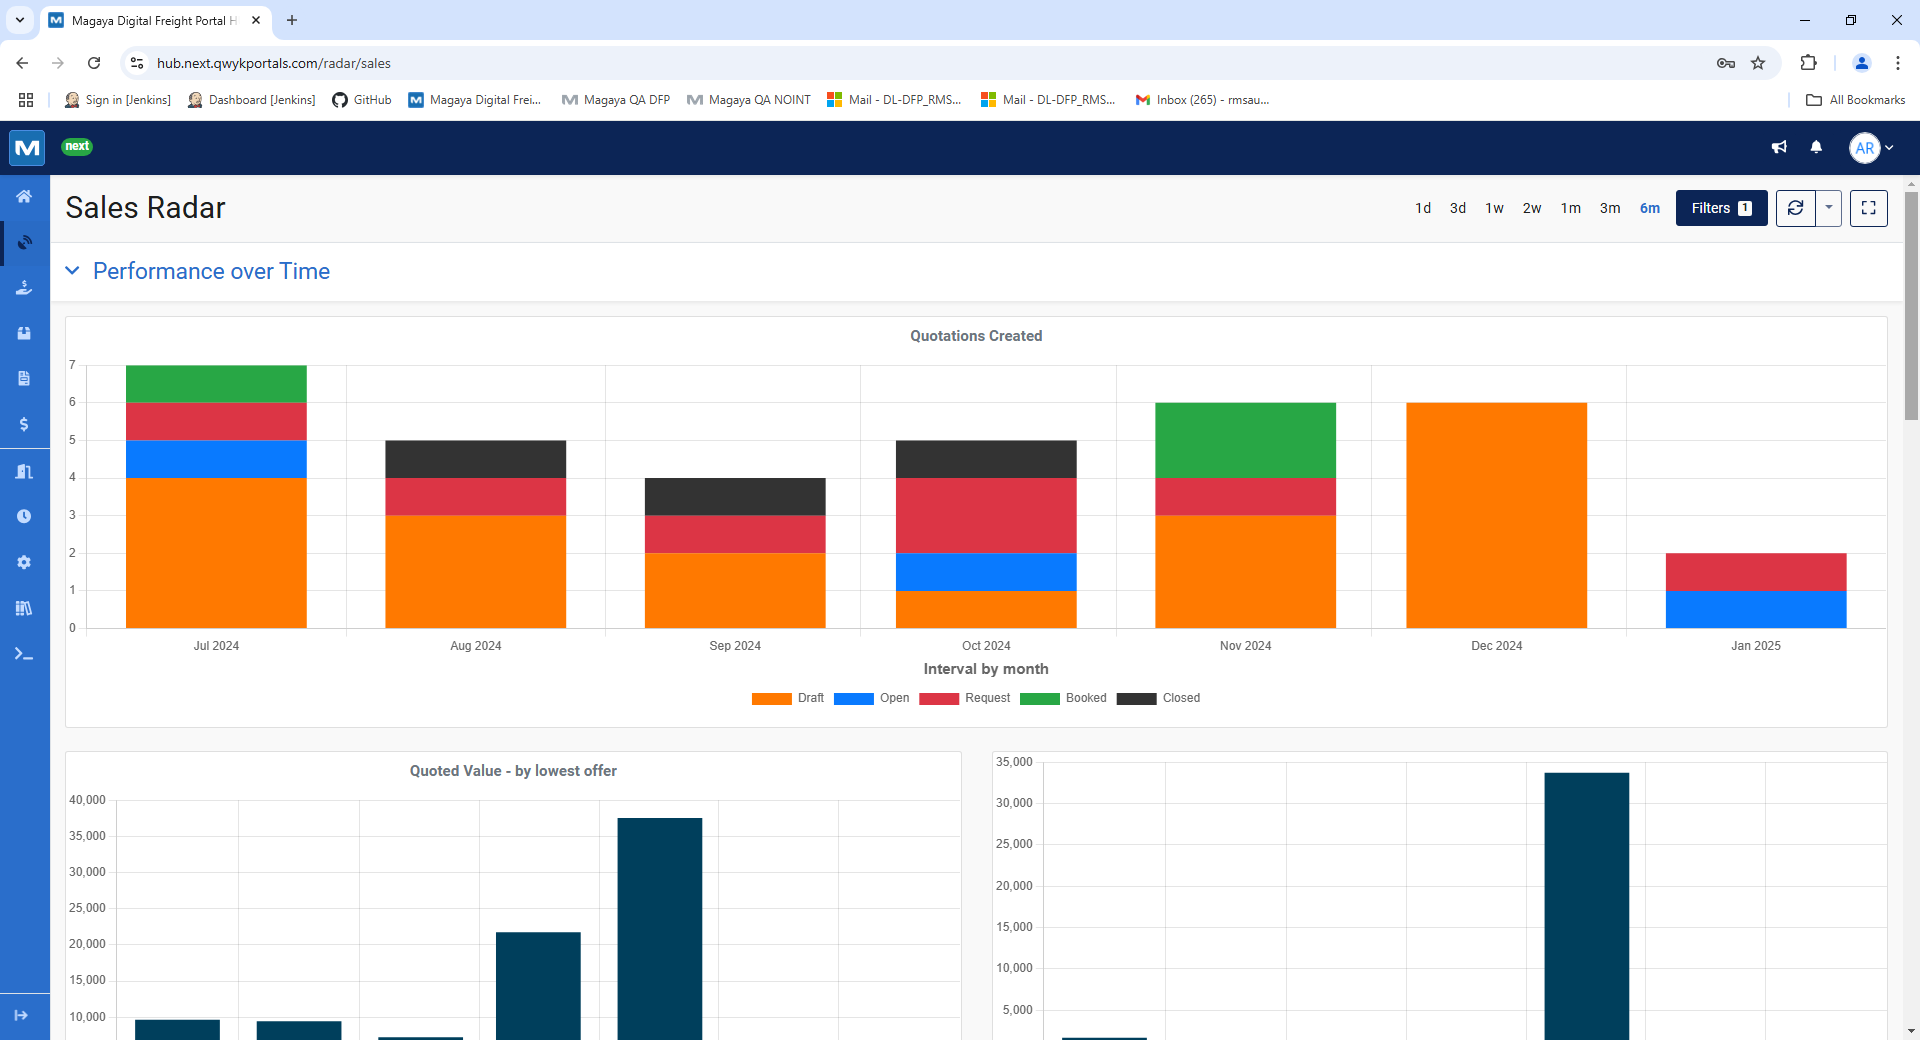 Magaya Digital Freight Portal H
hub.next.qwykportals.com/radar/sales
Sign in [Jenkins]
Dashboard [Jenkins]
GitHub
Magaya Digital Frei...
Magaya QA DFP
Magaya QA NOINT
Mail - DL-DFP_RMS...
Mail - DL-DFP_RMS...
Inbox (265) - rmsau...
All Bookmarks
next
AR
Sales Radar
1d 3d 1w 2w 1m 3m 6m
Filters 1
Performance over Time
Quotations Created
7
6
5
4
3
2
1
0
Jul 2024 Aug 2024 Sep 2024 Oct 2024 Nov 2024 Dec 2024 Jan 2025
Interval by month
Draft Open Request Booked Closed
Quoted Value - by lowest offer
40,000
35,000
30,000
25,000
20,000
15,000
10,000
35,000
30,000
25,000
20,000
15,000
10,000
5,000